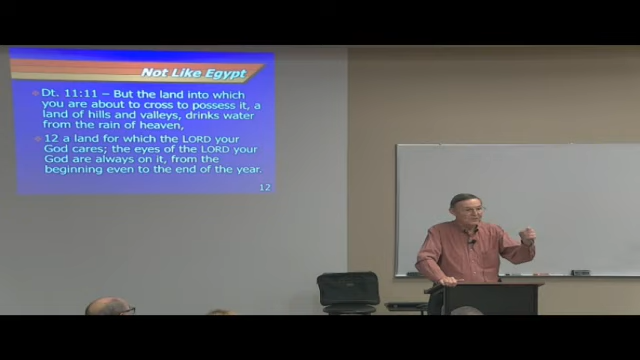 Not Like Egypt
Dt. 11:11 – But the land into which
you are about to cross to possess it, a
land of hills and valleys, drinks water
from the rain of heaven,
12 a land for which the LORD your
God cares; the eyes of the LORD your
God are always on it, from the
beginning even to the end of the year.
12